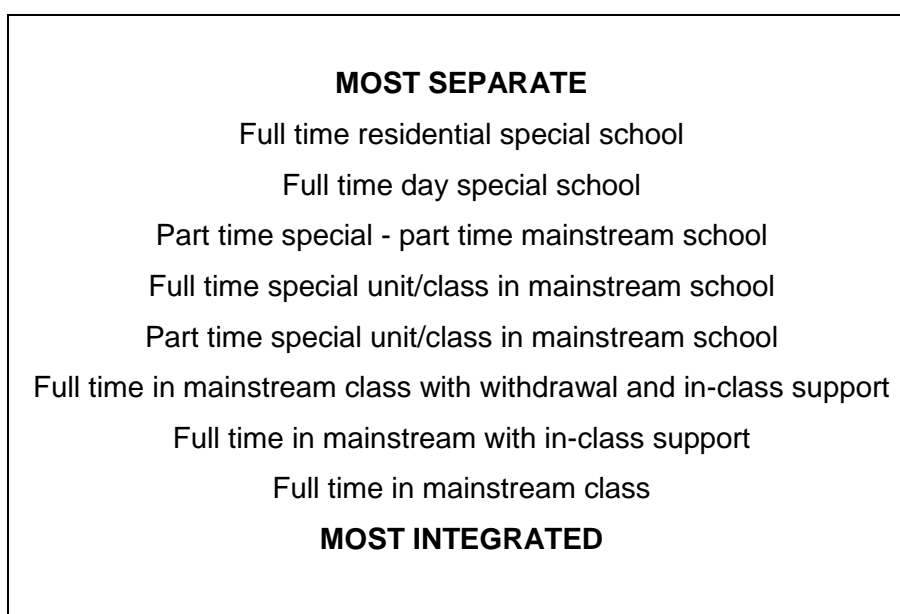 MOST SEPARATE
Full time residential special school
Full time day special school
Part time special - part time mainstream school
Full time special unit/class in mainstream school
Part time special unit/class in mainstream school
Full time in mainstream class with withdrawal and in-class support
Full time in mainstream with in-class support
Full time in mainstream class
MOST INTEGRATED